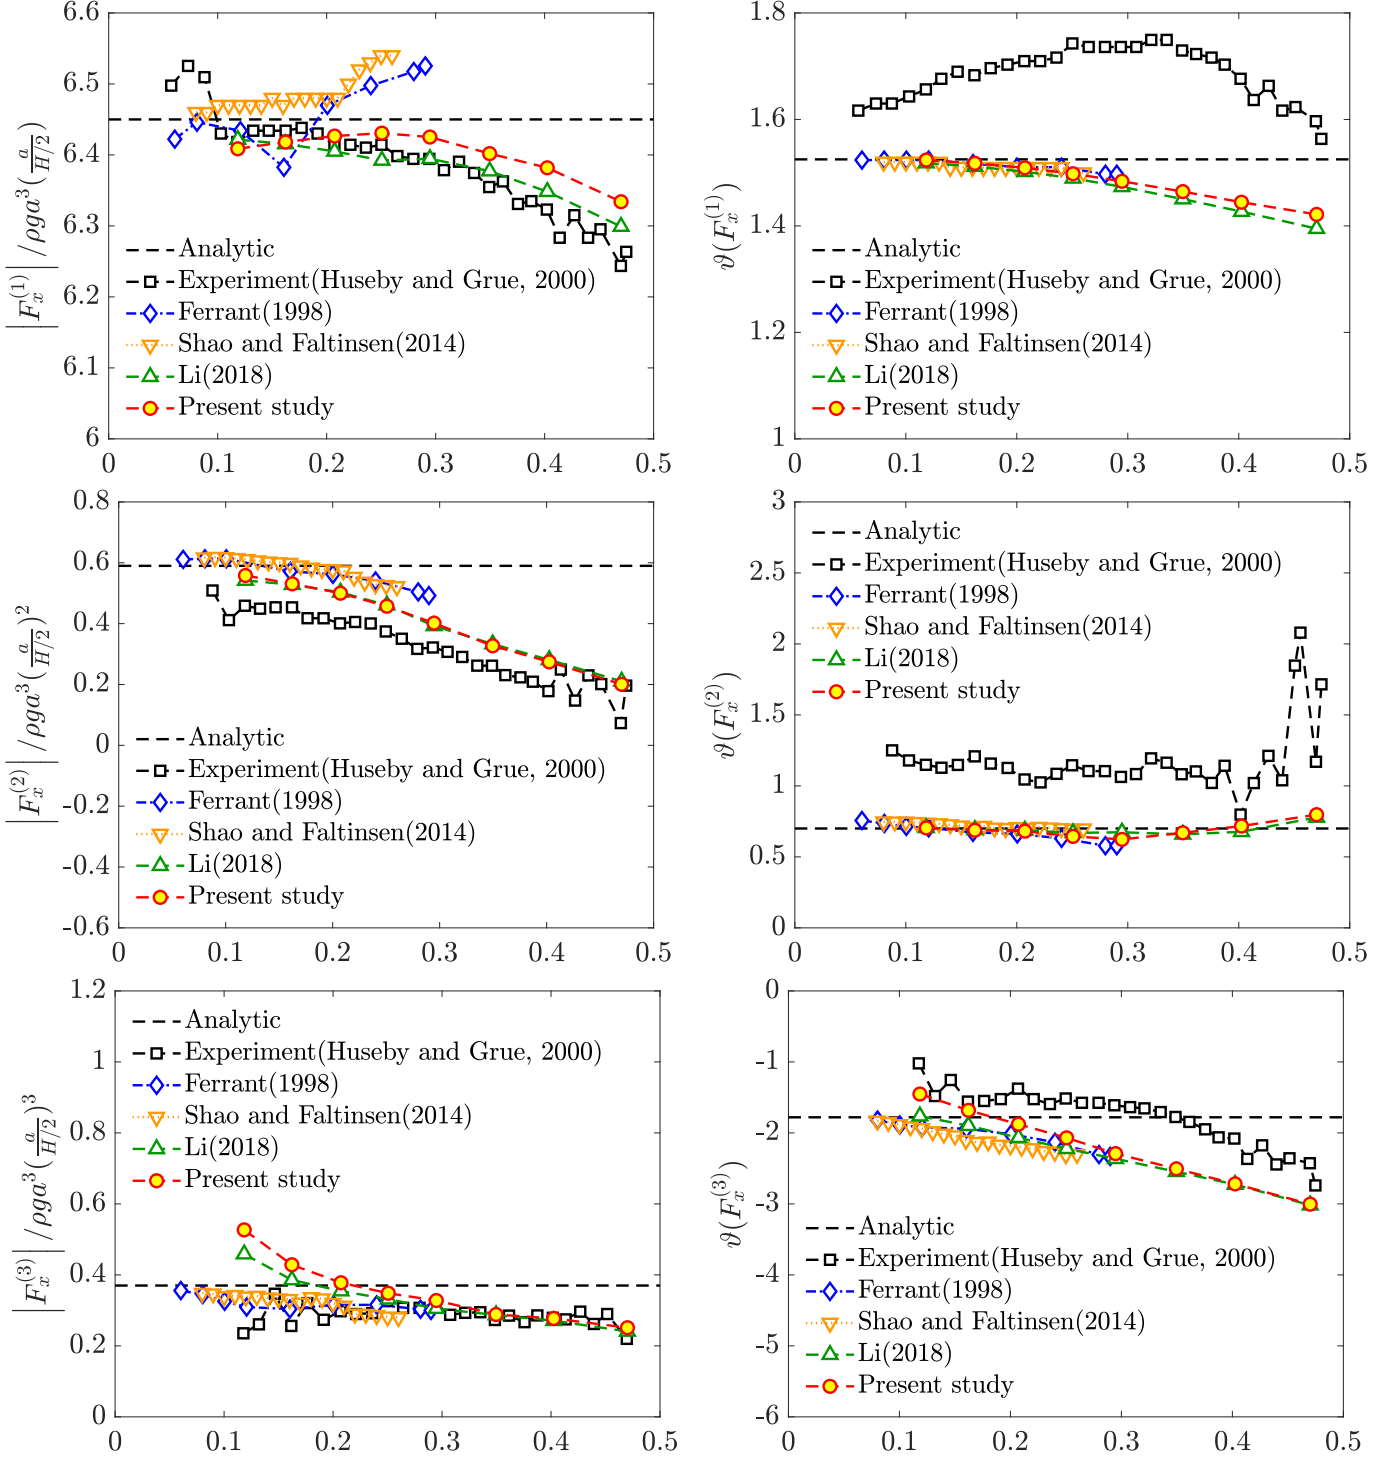 6.6
6.5
6.4
6.3
6.2
6.1
6
|F_x^(1)| /ρga^3(a/H/2)
Analytic
Experiment(Huseby and Grue, 2000)
Ferrant(1998)
Shao and Faltinsen(2014)
Li(2018)
Present study
0 0.1 0.2 0.3 0.4 0.5
1.8
1.6
1.4
1.2
1
ϑ(F_x^(1))
Analytic
Experiment(Huseby and Grue, 2000)
Ferrant(1998)
Shao and Faltinsen(2014)
Li(2018)
Present study
0 0.1 0.2 0.3 0.4 0.5
0.8
0.6
0.4
0.2
0
-0.2
-0.4
-0.6
|F_x^(2)| /ρga^3(a/H/2)^2
Analytic
Experiment(Huseby and Grue, 2000)
Ferrant(1998)
Shao and Faltinsen(2014)
Li(2018)
Present study
0 0.1 0.2 0.3 0.4 0.5
3
2.5
2
1.5
1
0.5
0
ϑ(F_x^(2))
Analytic
Experiment(Huseby and Grue, 2000)
Ferrant(1998)
Shao and Faltinsen(2014)
Li(2018)
Present study
0 0.1 0.2 0.3 0.4 0.5
1.2
1
0.8
0.6
0.4
0.2
0
|F_x^(3)| /ρga^3(a/H/2)^3
Analytic
Experiment(Huseby and Grue, 2000)
Ferrant(1998)
Shao and Faltinsen(2014)
Li(2018)
Present study
0 0.1 0.2 0.3 0.4 0.5
0
-1
-2
-3
-4
-5
-6
ϑ(F_x^(3))
Analytic
Experiment(Huseby and Grue, 2000)
Ferrant(1998)
Shao and Faltinsen(2014)
Li(2018)
Present study
0 0.1 0.2 0.3 0.4 0.5